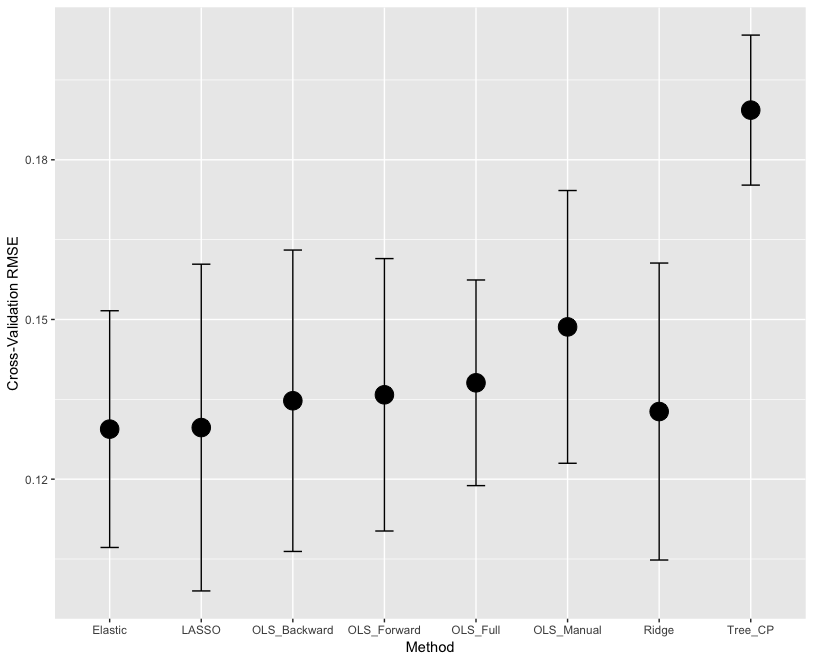 Cross-Validation RMSE
0.18
0.15
0.12
Elastic LASSO OLS_Backward OLS_Forward OLS_Full OLS_Manual Ridge Tree_CP
Method